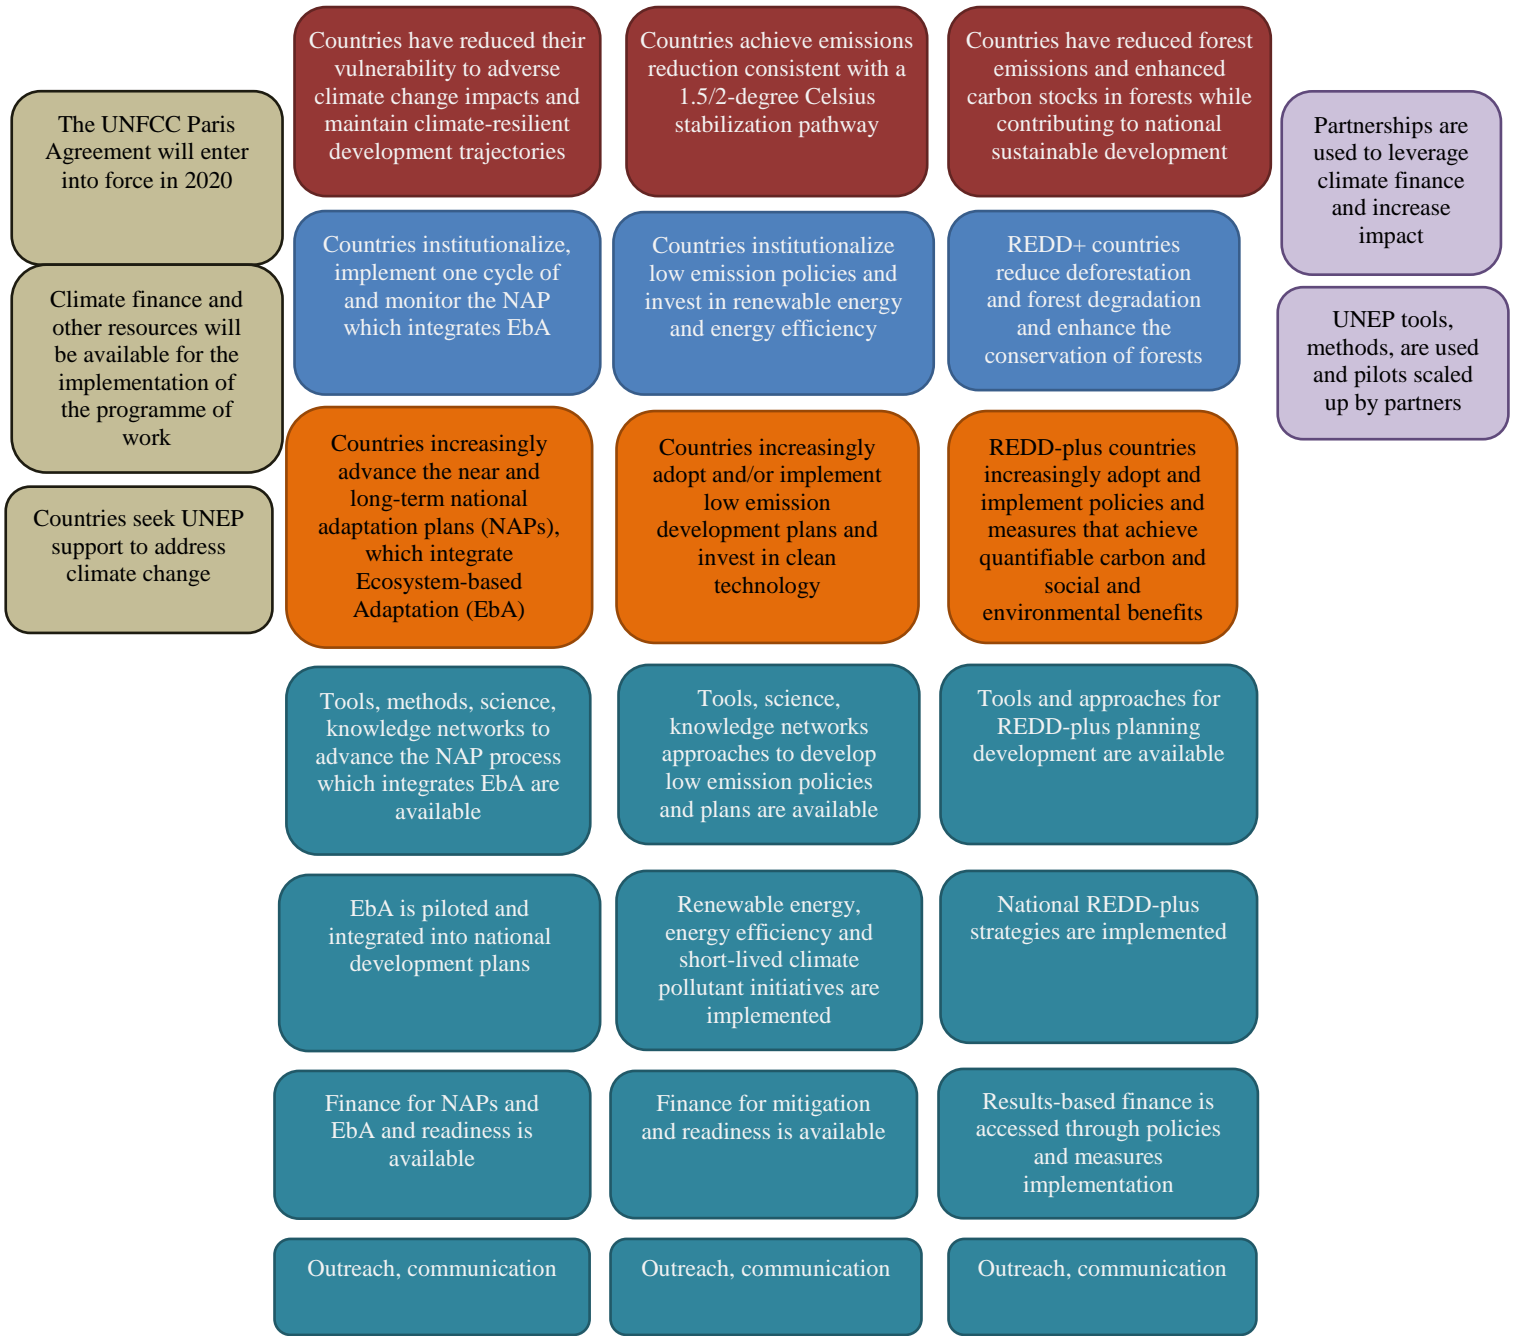 The UNFCC Paris
Agreement will enter
into force in 2020
Climate finance and
other resources will
be available for the
implementation of
the programme of
work
Countries seek UNEP
support to address
climate change
Countries have reduced their
vulnerability to adverse
climate change impacts and
maintain climate-resilient
development trajectories
Countries achieve emissions
reduction consistent with a
1.5/2-degree Celsius
stabilization pathway
Countries have reduced forest
emissions and enhanced
carbon stocks in forests while
contributing to national
sustainable development
Countries institutionalize,
implement one cycle of
and monitor the NAP
which integrates EbA
Countries institutionalize
low emission policies and
invest in renewable energy
and energy efficiency
REDD+ countries
reduce deforestation
and forest degradation
and enhance the
conservation of forests
Countries increasingly
advance the near and
long-term national
adaptation plans (NAPs),
which integrate
Ecosystem-based
Adaptation (EbA)
Countries increasingly
adopt and/or implement
low emission
development plans and
invest in clean
technology
REDD-plus countries
increasingly adopt and
implement policies and
measures that achieve
quantifiable carbon and
social and
environmental benefits
Tools, methods, science,
knowledge networks to
advance the NAP process
which integrates EbA are
available
Tools, science,
knowledge networks
approaches to develop
low emission policies
and plans are available
Tools and approaches for
REDD-plus planning
development are available
EbA is piloted and
integrated into national
development plans
Renewable energy,
energy efficiency and
short-lived climate
pollutant initiatives are
implemented
National REDD-plus
strategies are implemented
Finance for NAPs and
EbA and readiness is
available
Finance for mitigation
and readiness is available
Results-based finance is
accessed through policies
and measures
implementation
Outreach, communication
Outreach, communication
Outreach, communication
Partnerships are
used to leverage
climate finance
and increase
impact
UNEP tools,
methods, are used
and pilots scaled
up by partners